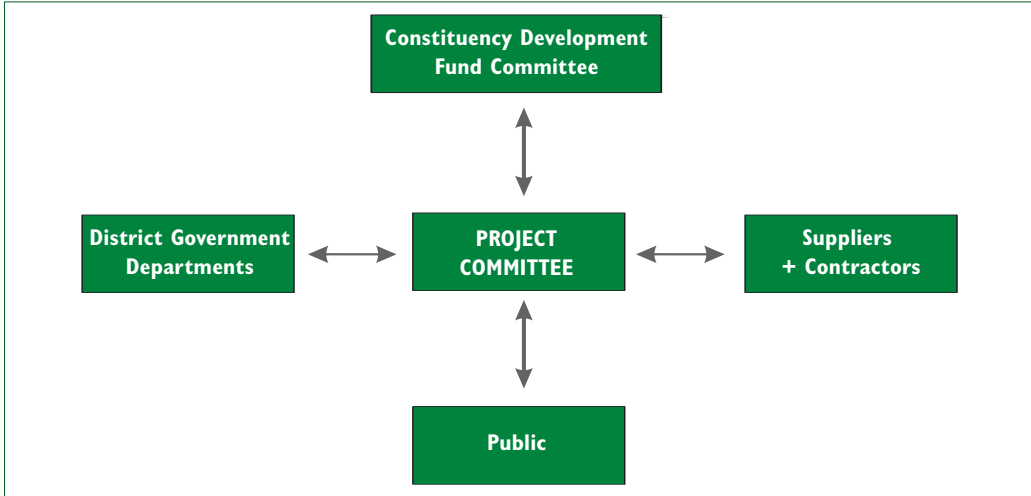 Constituency Development
Fund Committee
District Government
Departments
PROJECT
COMMITTEE
Suppliers
+ Contractors
Public